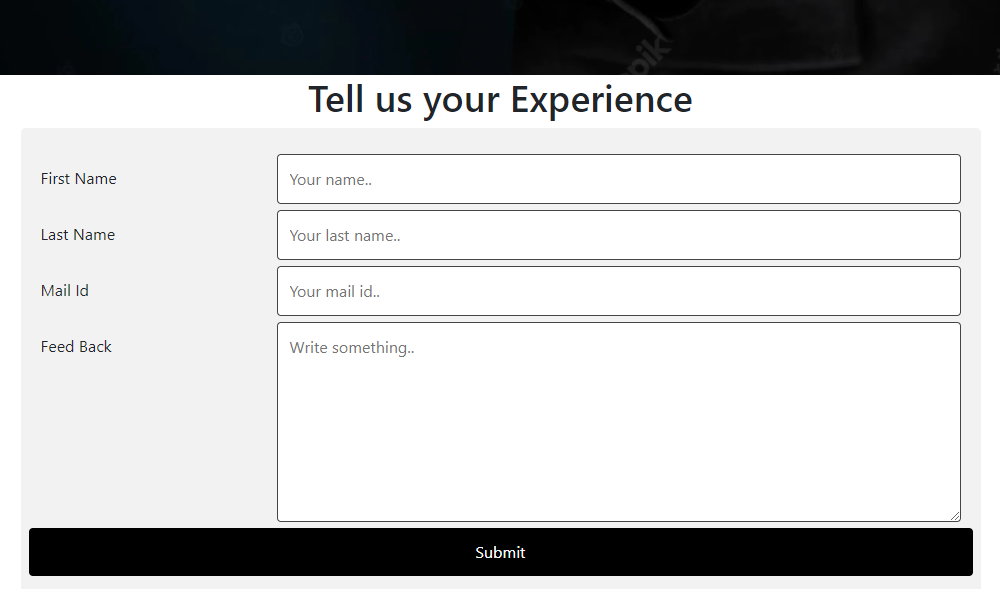 Tell us your Experience
First Name
Your name..
Last Name
Your last name..
Mail Id
Your mail id..
Feed Back
Write something..
Submit